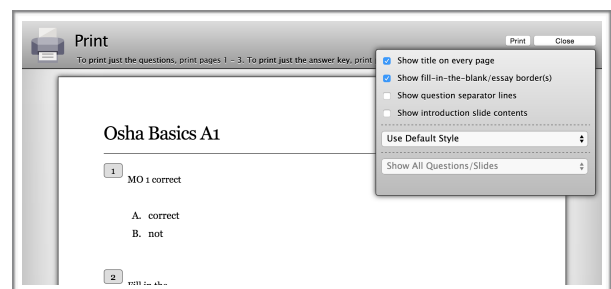 Print
Print Close
To print just the questions, print pages 1 - 3. To print just the answer key, print
Show title on every page
Show fill-in-the-blank/essay border(s)
Show question separator lines
Show introduction slide contents
Use Default Style
Show All Questions/Slides
Osha Basics A1
1 MO 1 correct
A. correct
B. not
2 Fill in the